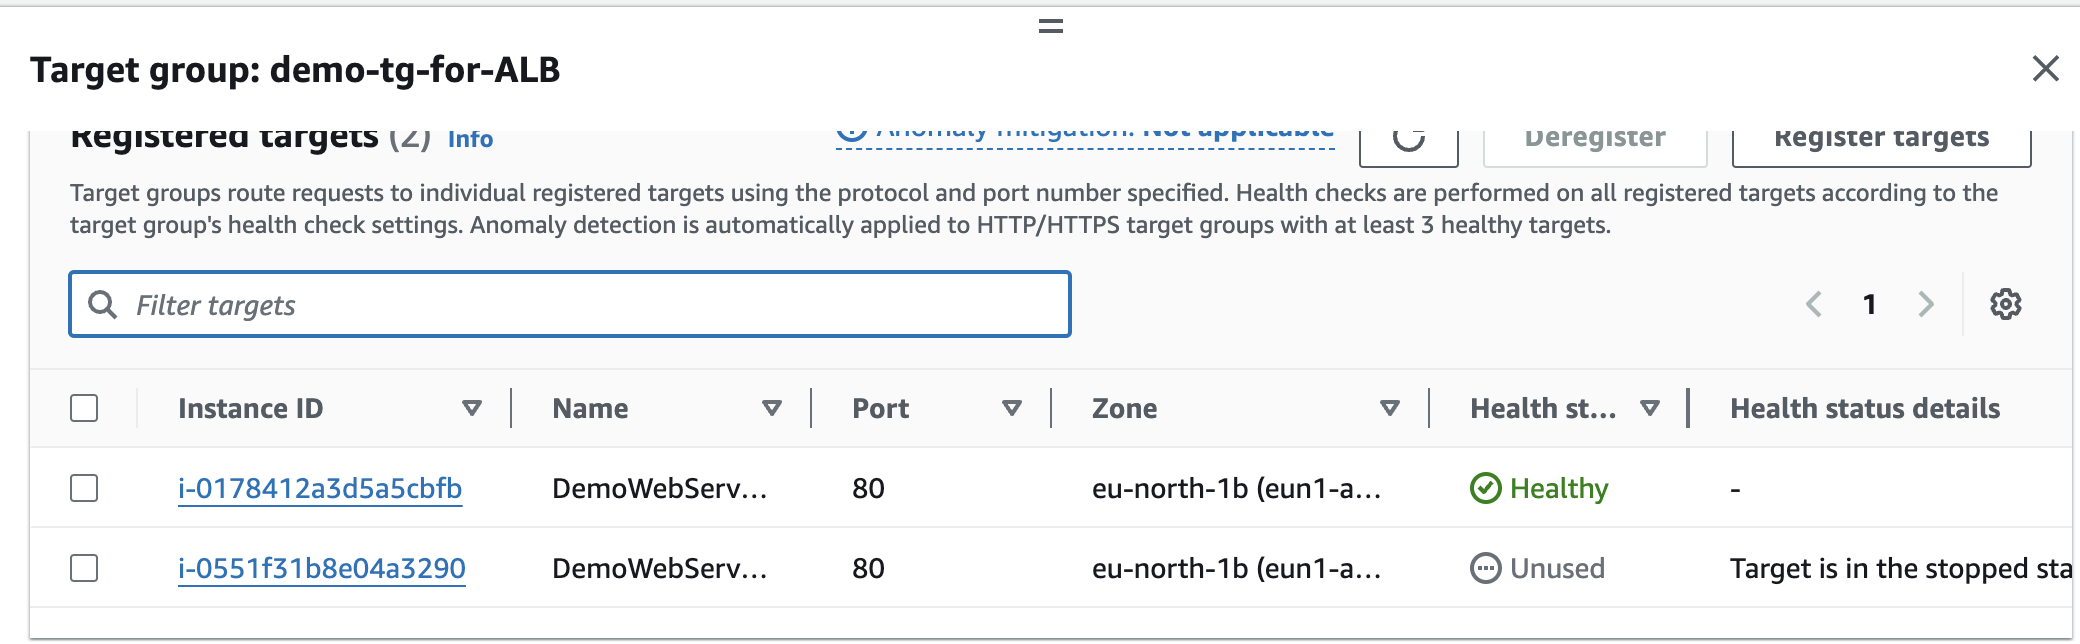 Target group: demo-tg-for-ALB
Registered targets (2) Info Anomaly mitigation: Not applicable Deregister Register targets
Target groups route requests to individual registered targets using the protocol and port number specified. Health checks are performed on all registered targets according to the
target group's health check settings. Anomaly detection is automatically applied to HTTP/HTTPS target groups with at least 3 healthy targets.
Filter targets
1
Instance ID Name Port Zone Health st... Health status details
i-0178412a3d5a5cbfb DemoWebServ... 80 eu-north-1b (eun1-a... Healthy -
i-0551f31b8e04a3290 DemoWebServ... 80 eu-north-1b (eun1-a... Unused Target is in the stopped sta